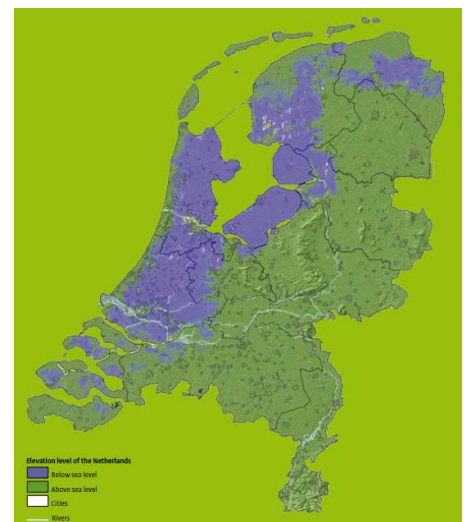 Elevation level of the Netherlands
Below sea level
Above sea level
Cities
Rivers